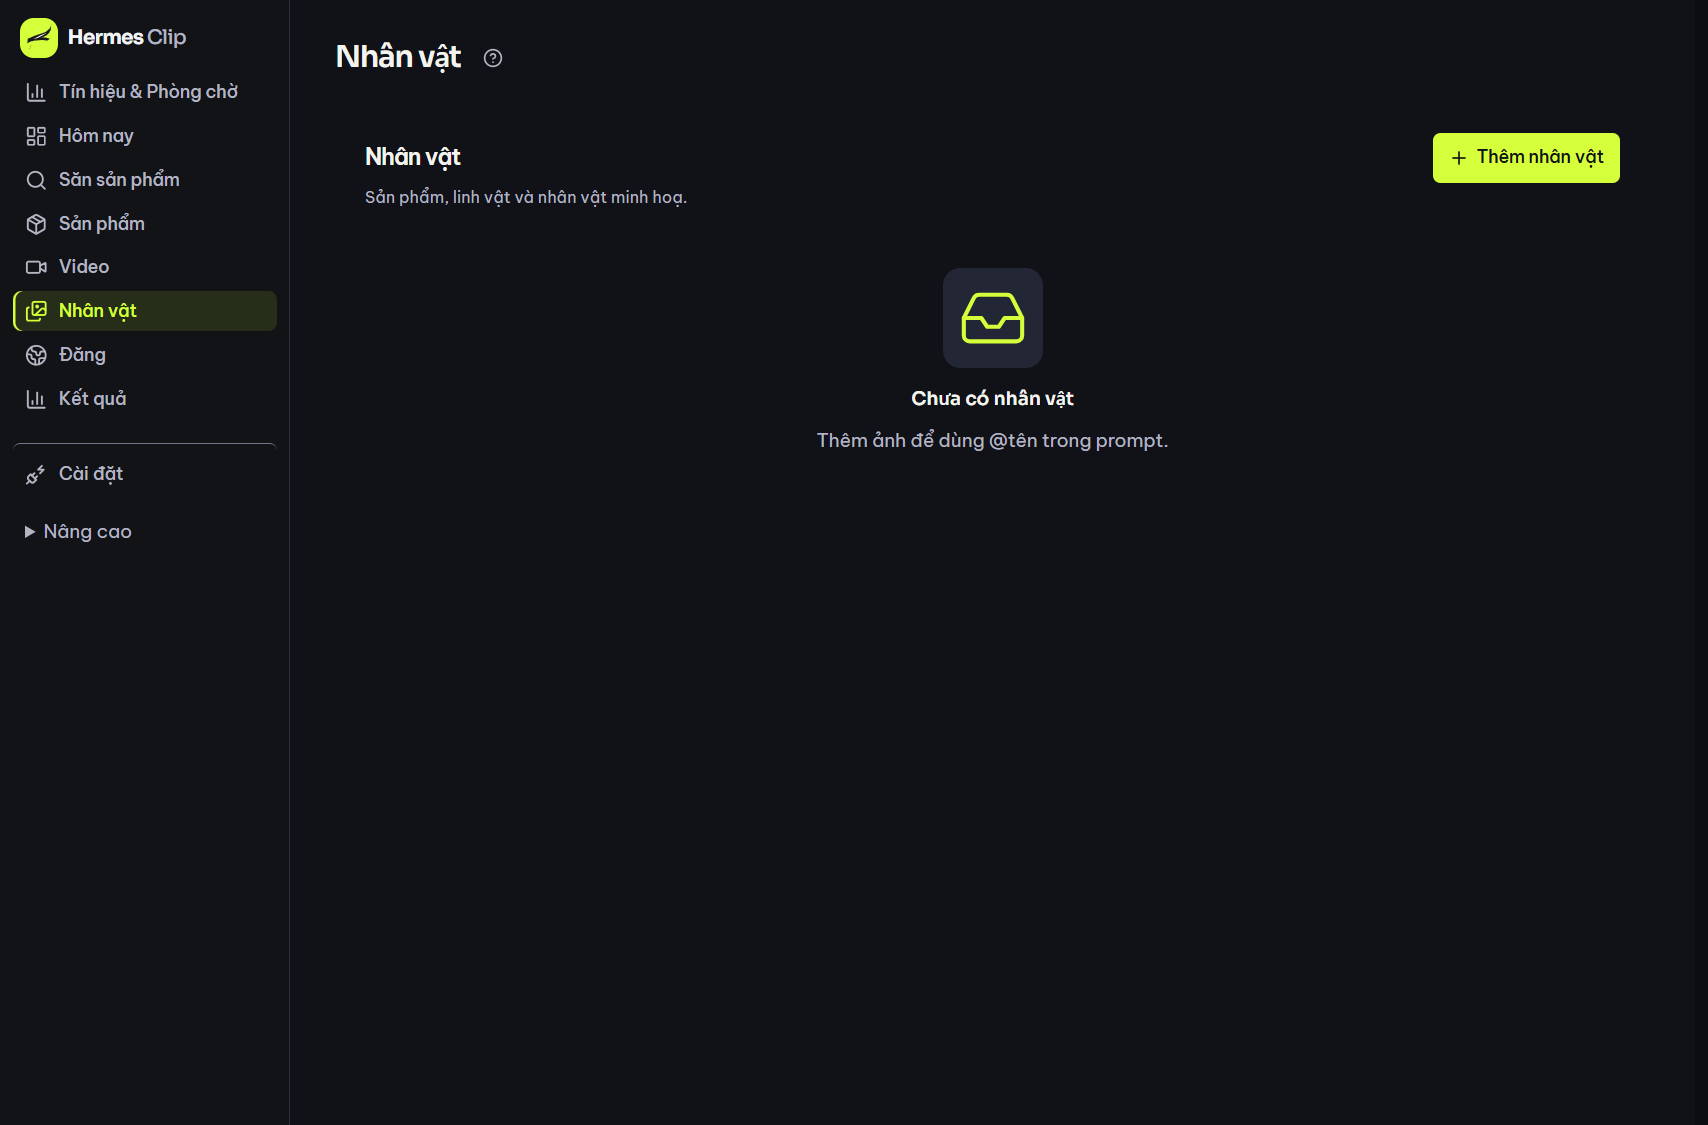 Hermes Clip
Tín hiệu & Phòng chờ
Hôm nay
Săn sản phẩm
Sản phẩm
Video
Nhân vật
Đăng
Kết quả
Cài đặt
Nâng cao
Nhân vật
Nhân vật
Sản phẩm, linh vật và nhân vật minh hoạ.
Thêm nhân vật
Chưa có nhân vật
Thêm ảnh để dùng @tên trong prompt.